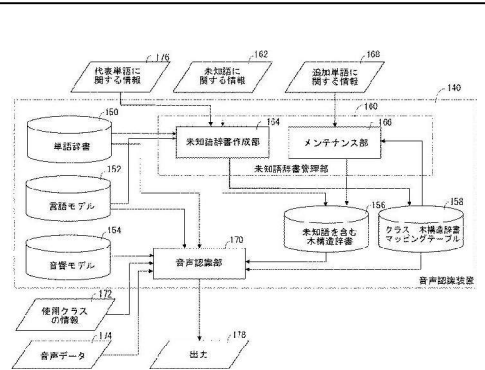 176
代表単語に
関する情報
162
未知語に
関する情報
168
追加単語に
関する情報
140
150
単語辞書
160
164
未知語辞書作成部
166
メンテナンス部
未知語辞書管理部
152
言語モデル
156
未知語を含む
木構造辞書
158
クラス 木構造辞書
マッピングテーブル
154
音響モデル
170
音声認識部
音声認識装置
172
使用クラス
の情報
174
音声データ
178
出力